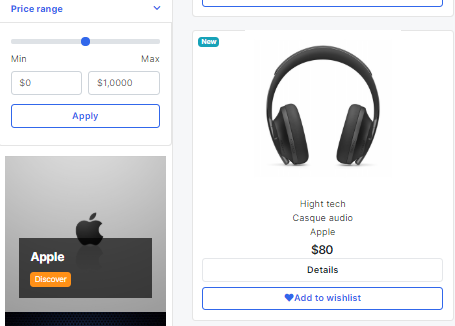 Price range
Min Max
$0 $1,0000
Apply
Apple
Discover
New
Hight tech
Casque audio
Apple
$80
Details
Add to wishlist